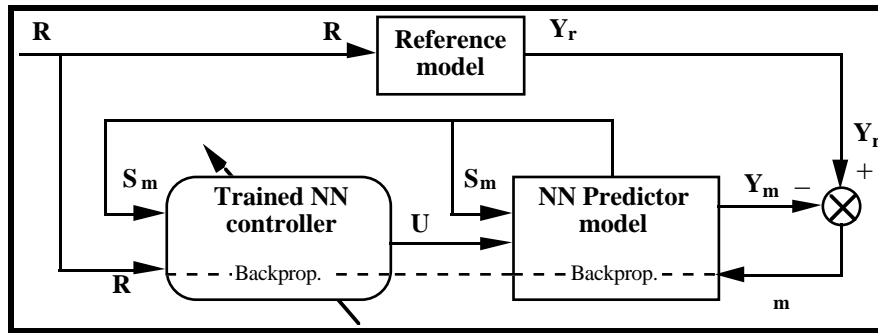 R
R
Reference
model
Yr
Yr
+
Sm
Trained NN
controller
U
Sm
NN Predictor
model
Ym
−
R
Backprop.
Backprop.
m